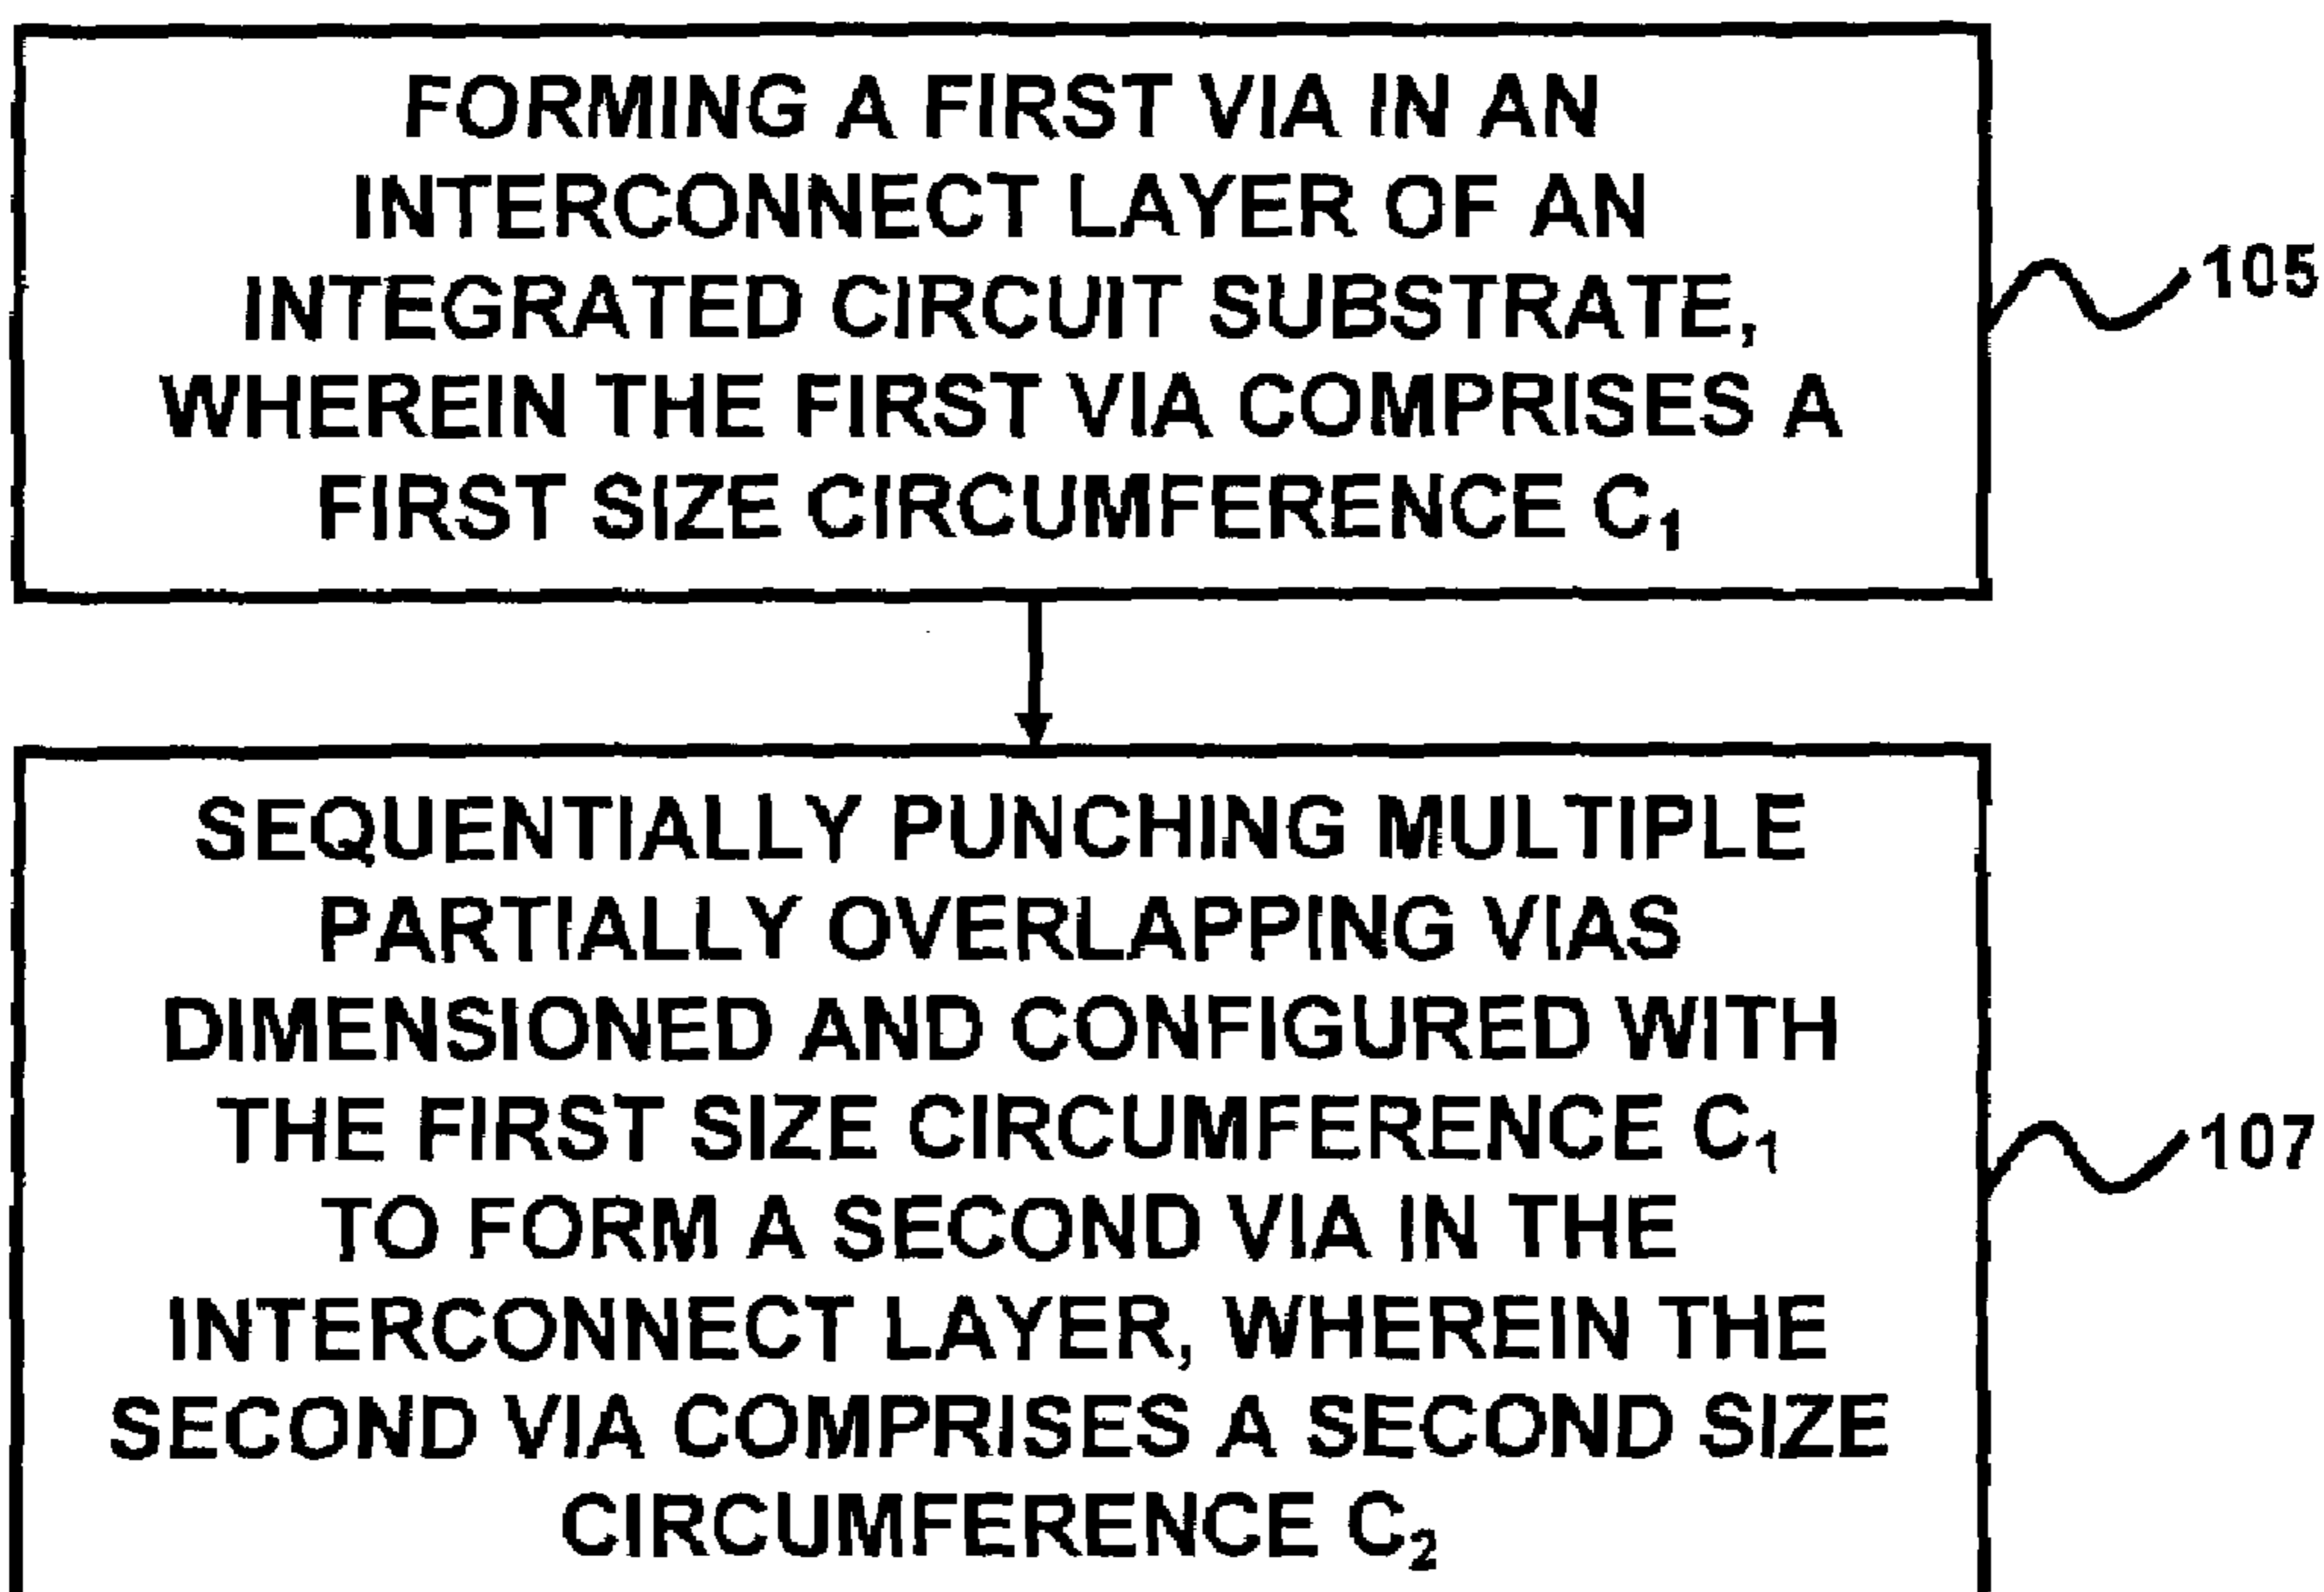 FORMING A FIRST VIA IN AN
INTERCONNECT LAYER OF AN
INTEGRATED CIRCUIT SUBSTRATE,
WHEREIN THE FIRST VIA COMPRISES A
FIRST SIZE CIRCUMFERENCE C₁
105
SEQUENTIALLY PUNCHING MULTIPLE
PARTIALLY OVERLAPPING VIAS
DIMENSIONED AND CONFIGURED WITH
THE FIRST SIZE CIRCUMFERENCE C₁
TO FORM A SECOND VIA IN THE
INTERCONNECT LAYER, WHEREIN THE
SECOND VIA COMPRISES A SECOND SIZE
CIRCUMFERENCE C₂
107